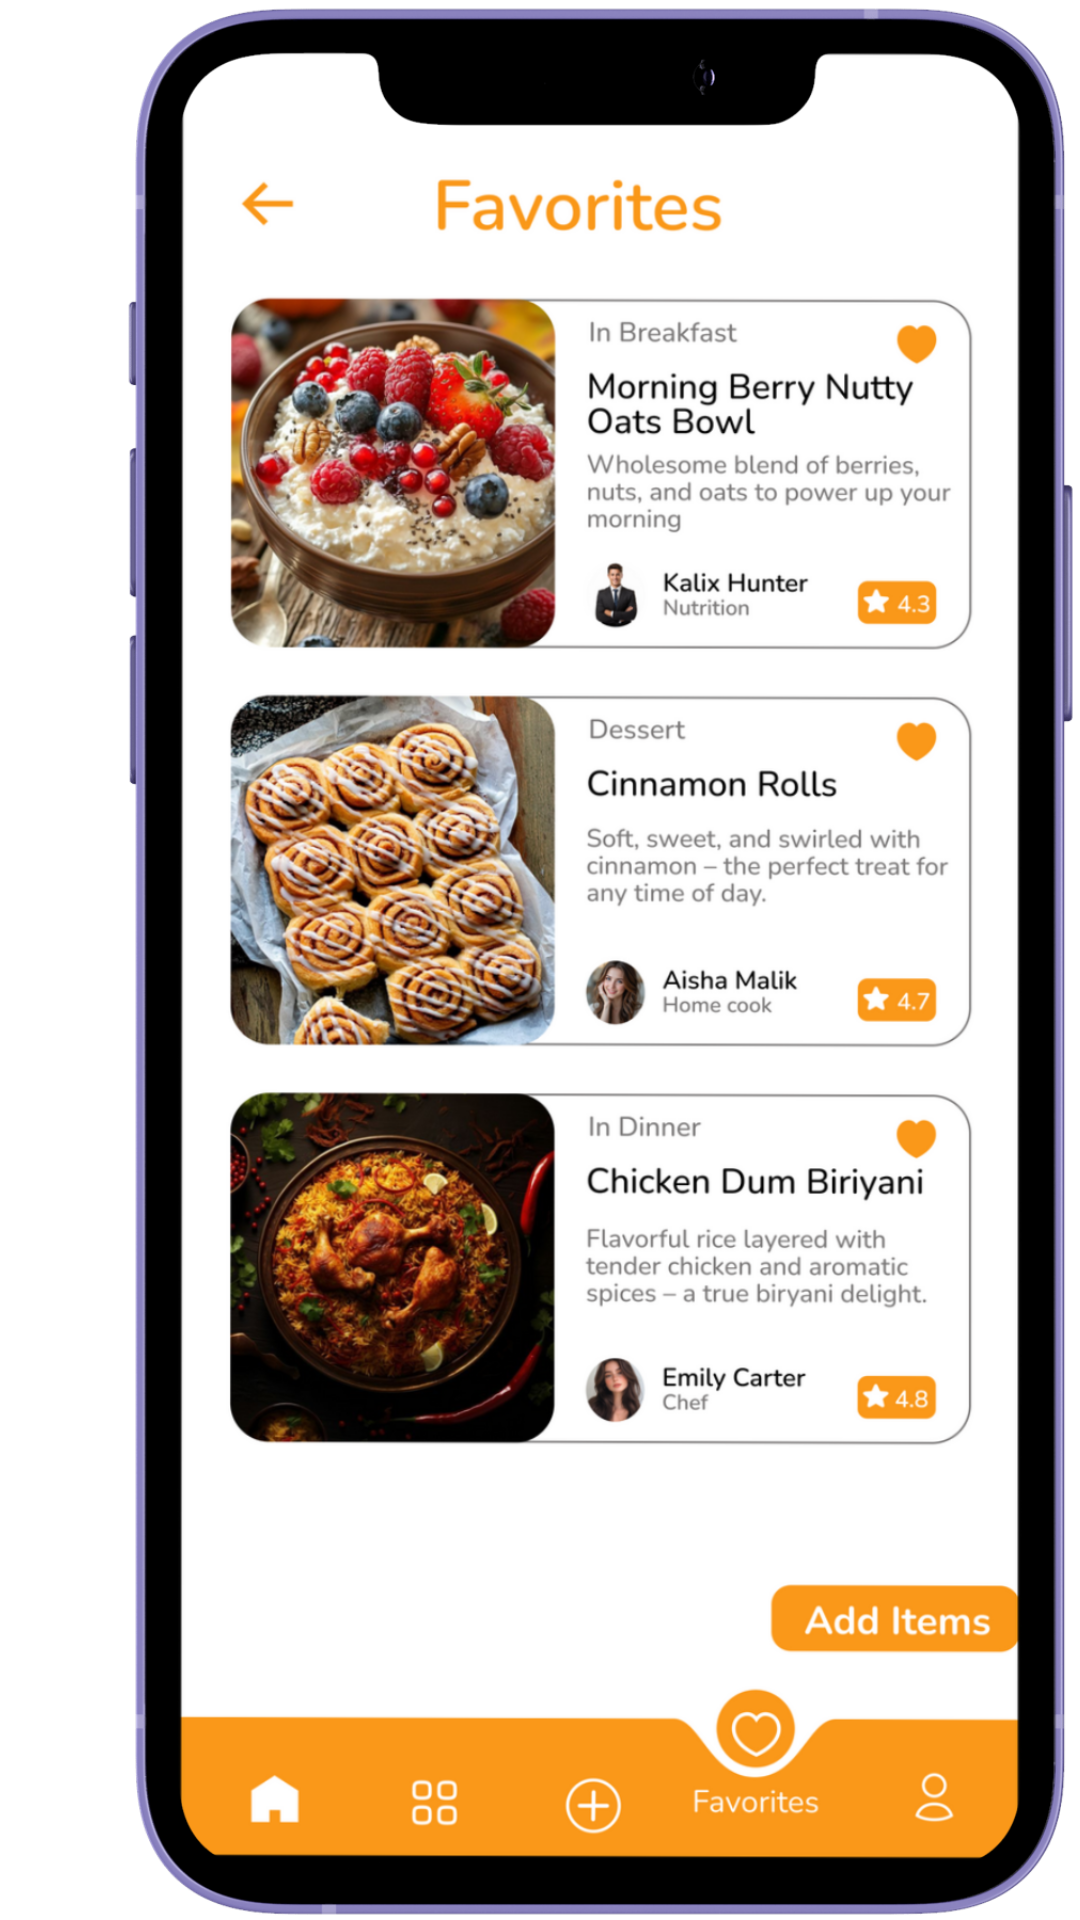 Favorites
In Breakfast
Morning Berry Nutty
Oats Bowl
Wholesome blend of berries,
nuts, and oats to power up your
morning
Kalix Hunter
Nutrition
4.3
Dessert
Cinnamon Rolls
Soft, sweet, and swirled with
cinnamon – the perfect treat for
any time of day.
Aisha Malik
Home cook
4.7
In Dinner
Chicken Dum Biriyani
Flavorful rice layered with
tender chicken and aromatic
spices – a true biryani delight.
Emily Carter
Chef
4.8
Add Items
Favorites